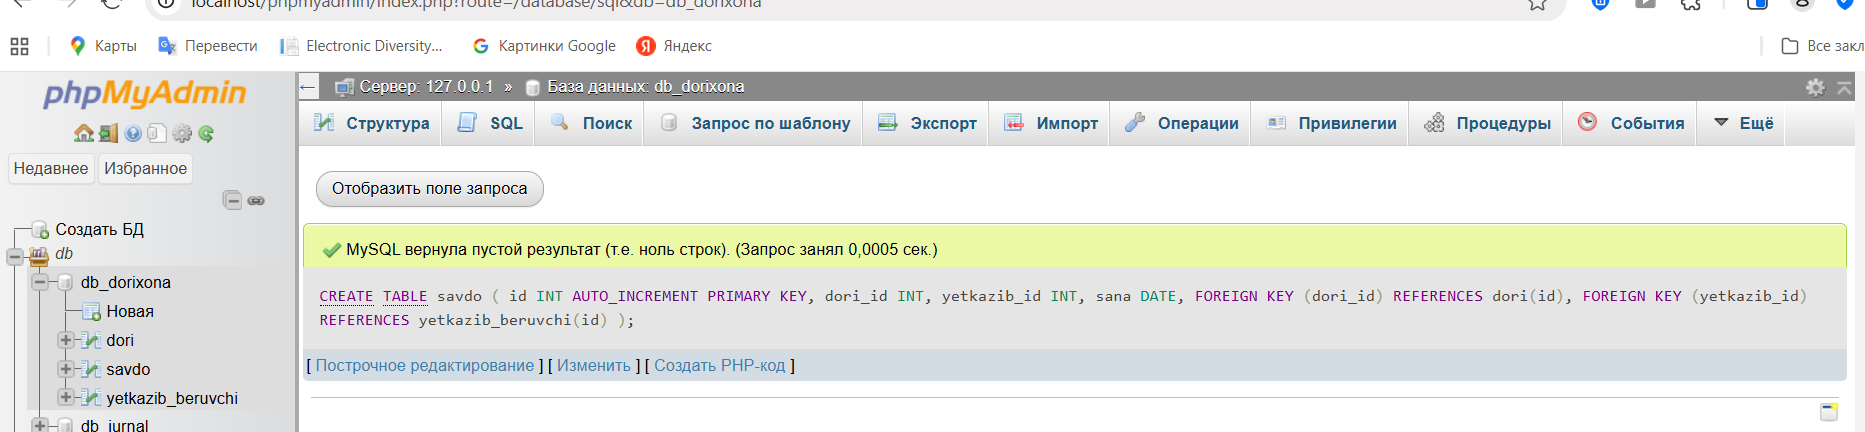 localhost/phpmyadmin/index.php?route=/database/sql&db=db_dorixona
Карты
Перевести
Electronic Diversity...
Картинки Google
Яндекс
Все закл
phpMyAdmin
Недавнее
Избранное
Создать БД
db
db_dorixona
Новая
dori
savdo
yetkazib_beruvchi
db_jurnal
Сервер: 127.0.0.1 » База данных: db_dorixona
Структура
SQL
Поиск
Запрос по шаблону
Экспорт
Импорт
Операции
Привилегии
Процедуры
События
Ещё
Отобразить поле запроса
MySQL вернула пустой результат (т.е. ноль строк). (Запрос занял 0,0005 сек.)
CREATE TABLE savdo ( id INT AUTO_INCREMENT PRIMARY KEY, dori_id INT, yetkazib_id INT, sana DATE, FOREIGN KEY (dori_id) REFERENCES dori(id), FOREIGN KEY (yetkazib_id)
REFERENCES yetkazib_beruvchi(id) );
[ Построчное редактирование ] [ Изменить ] [ Создать PHP-код ]